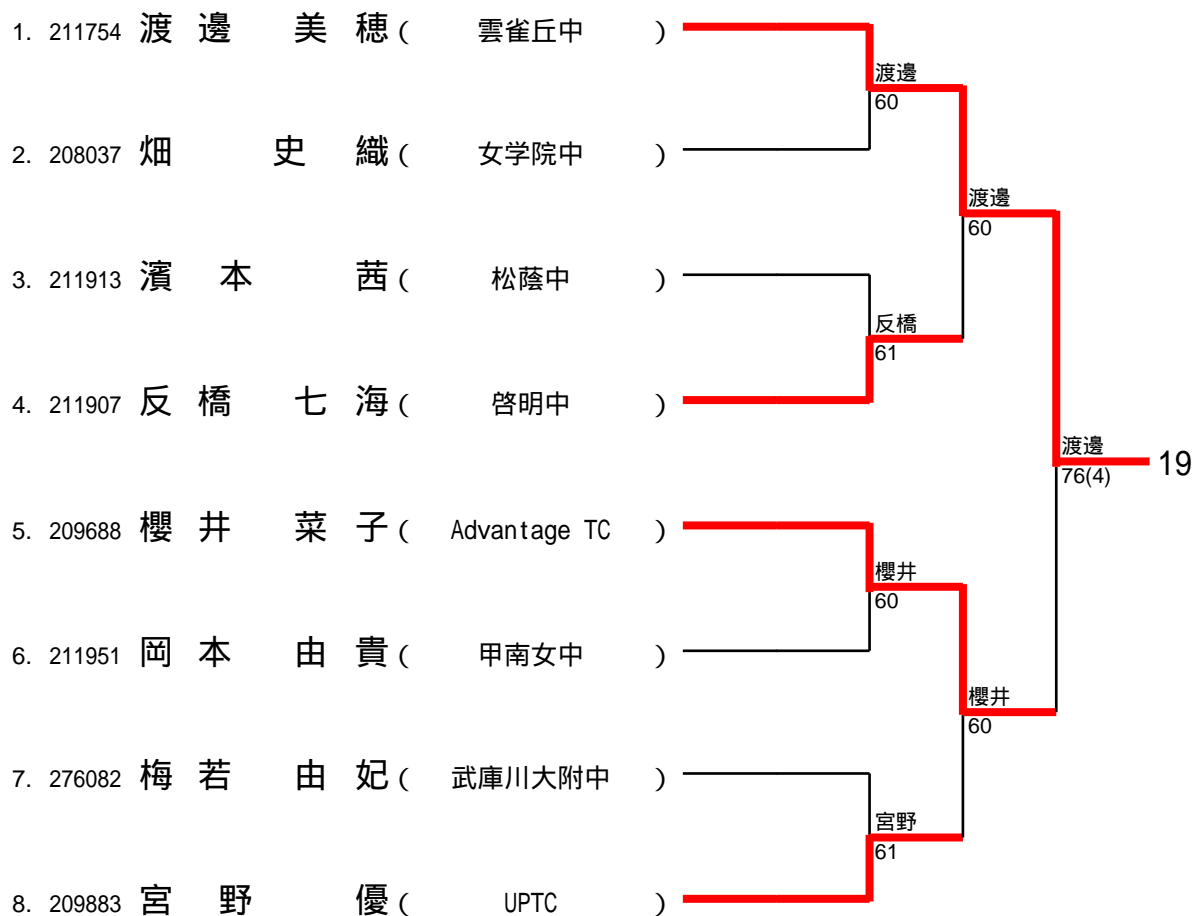 1. 211754 渡邊 美穂 ( 雲雀丘中 )
渡邊
60
2. 208037 畑 史織 ( 女学院中 )
渡邊
60
3. 211913 濱本 茜 ( 松蔭中 )
反橋
61
4. 211907 反橋 七海 ( 啓明中 )
渡邊
76(4)
19
5. 209688 櫻井 菜子 ( Advantage TC )
櫻井
60
6. 211951 岡本 由貴 ( 甲南女中 )
櫻井
60
7. 276082 梅若 由妃 ( 武庫川大附中 )
宮野
61
8. 209883 宮野 優 ( UPTC )